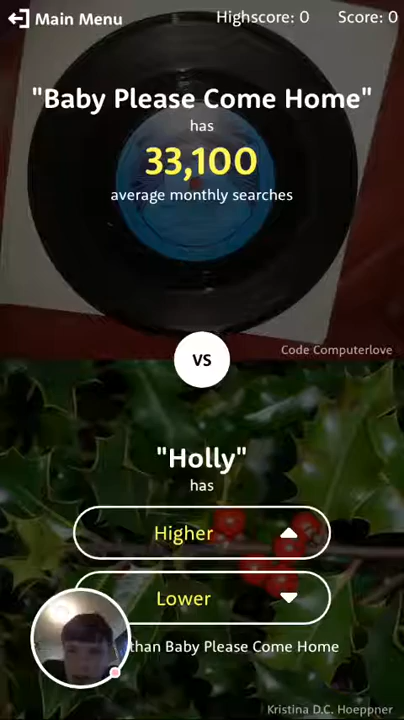 Main Menu
Highscore: 0
Score: 0
"Baby Please Come Home"
has
33,100
average monthly searches
Code Computerlove
VS
"Holly"
has
Higher
Lower
than Baby Please Come Home
Kristina D.C. Hoeppner